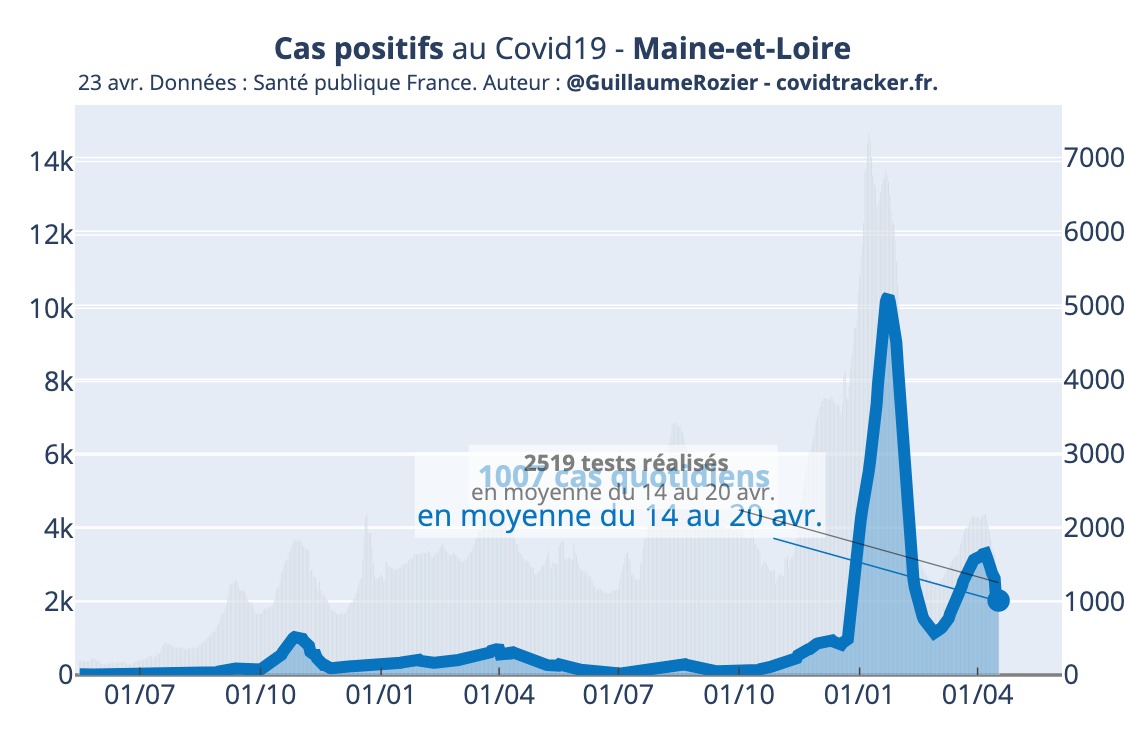 Cas positifs au Covid19 - Maine-et-Loire
23 avr. Données : Santé publique France. Auteur : @GuillaumeRozier - covidtracker.fr.
14k
12k
10k
8k
6k
4k
2k
0
7000
6000
5000
4000
3000
2000
1000
0
2519 tests réalisés
en moyenne du 14 au 20 avr.
1007 cas quotidiens
en moyenne du 14 au 20 avr.
01/07 01/10 01/01 01/04 01/07 01/10 01/01 01/04